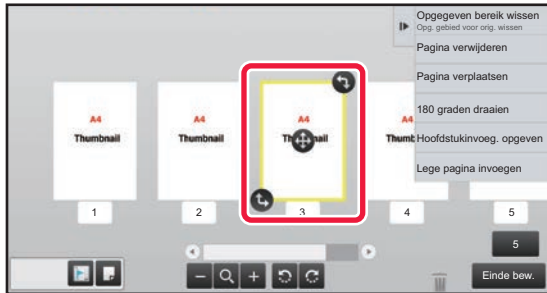 Opgegeven bereik wissen
Opg. gebied voor orig. wissen
Pagina verwijderen
Pagina verplaatsen
180 graden draaien
Hoofdstukinvoeg. opgeven
Lege pagina invoegen
A4
Thumbnail
A4
Thumbnail
A4
Thumbnail
A4
Thumb
1
2
3
4
5
5
Einde bew.